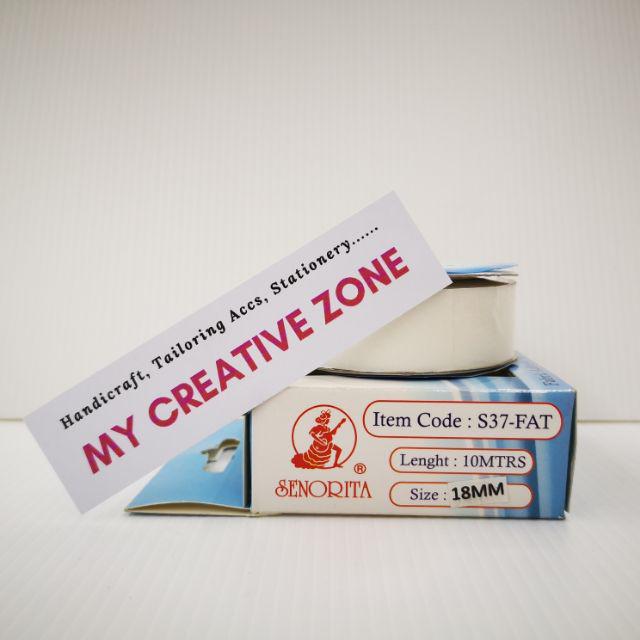 Handicraft, Tailoring Accs, Stationery......
MY CREATIVE ZONE
SENORITA ®
Item Code : S37-FAT
Lenght : 10MTRS
Size : 18MM